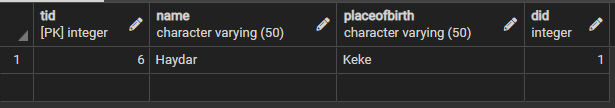 tid name placeofbirth did
[PK] integer character varying (50) character varying (50) integer
1 6 Haydar Keke 1